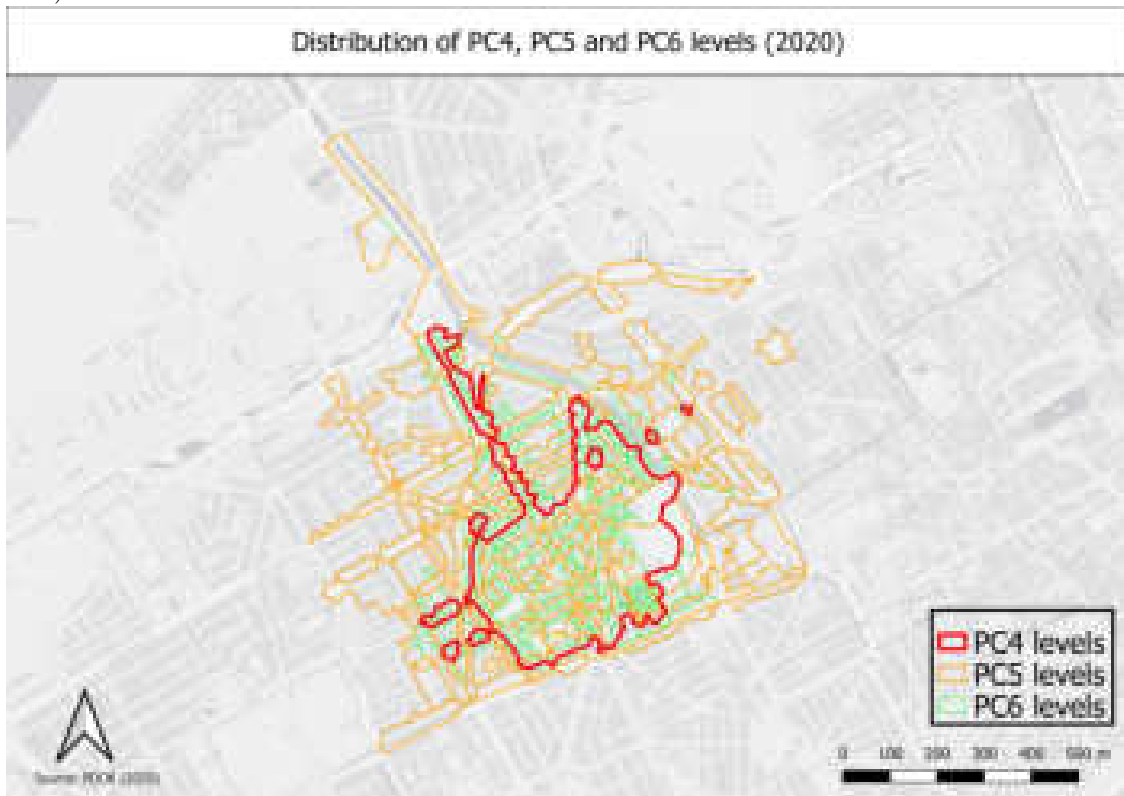 Distribution of PC4, PC5 and PC6 levels (2020)
PC4 levels
PC5 levels
PC6 levels
0 100 200 300 400 500 m